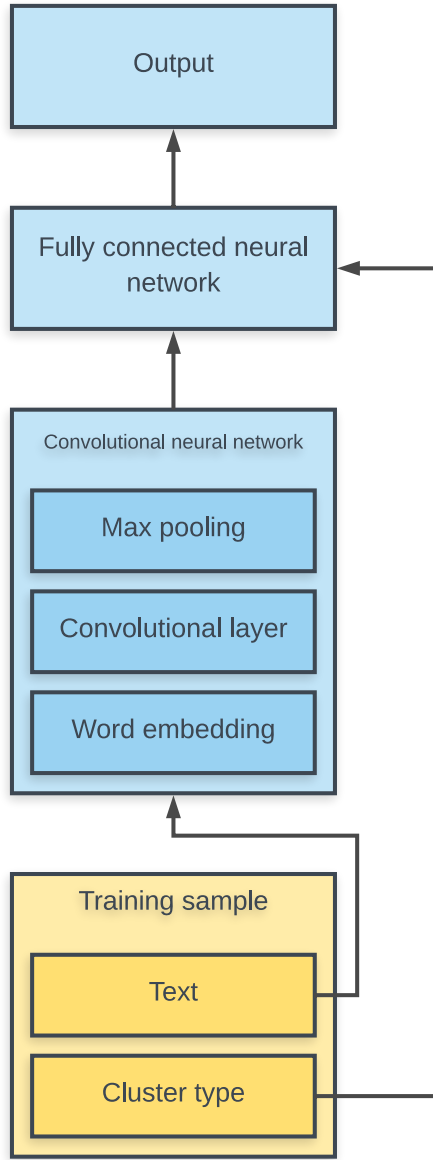 Output
Fully connected neural
network
Convolutional neural network
Max pooling
Convolutional layer
Word embedding
Training sample
Text
Cluster type